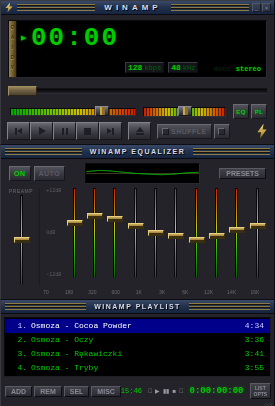 WINAMP
00:00
128 kbps 48 kHz mono stereo
EQ PL
SHUFFLE
WINAMP EQUALIZER
ON AUTO PRESETS
PREAMP +12db
0db
-12db
70 180 320 600 1K 3K 6K 12K 14K 16K
WINAMP PLAYLIST
1. Osmoza - Cocoa Powder 4:34
2. Osmoza - Oczy 3:36
3. Osmoza - Rękawiczki 3:41
4. Osmoza - Tryby 3:55
ADD REM SEL MISC 15:46 0:00:00:00 LIST OPTS